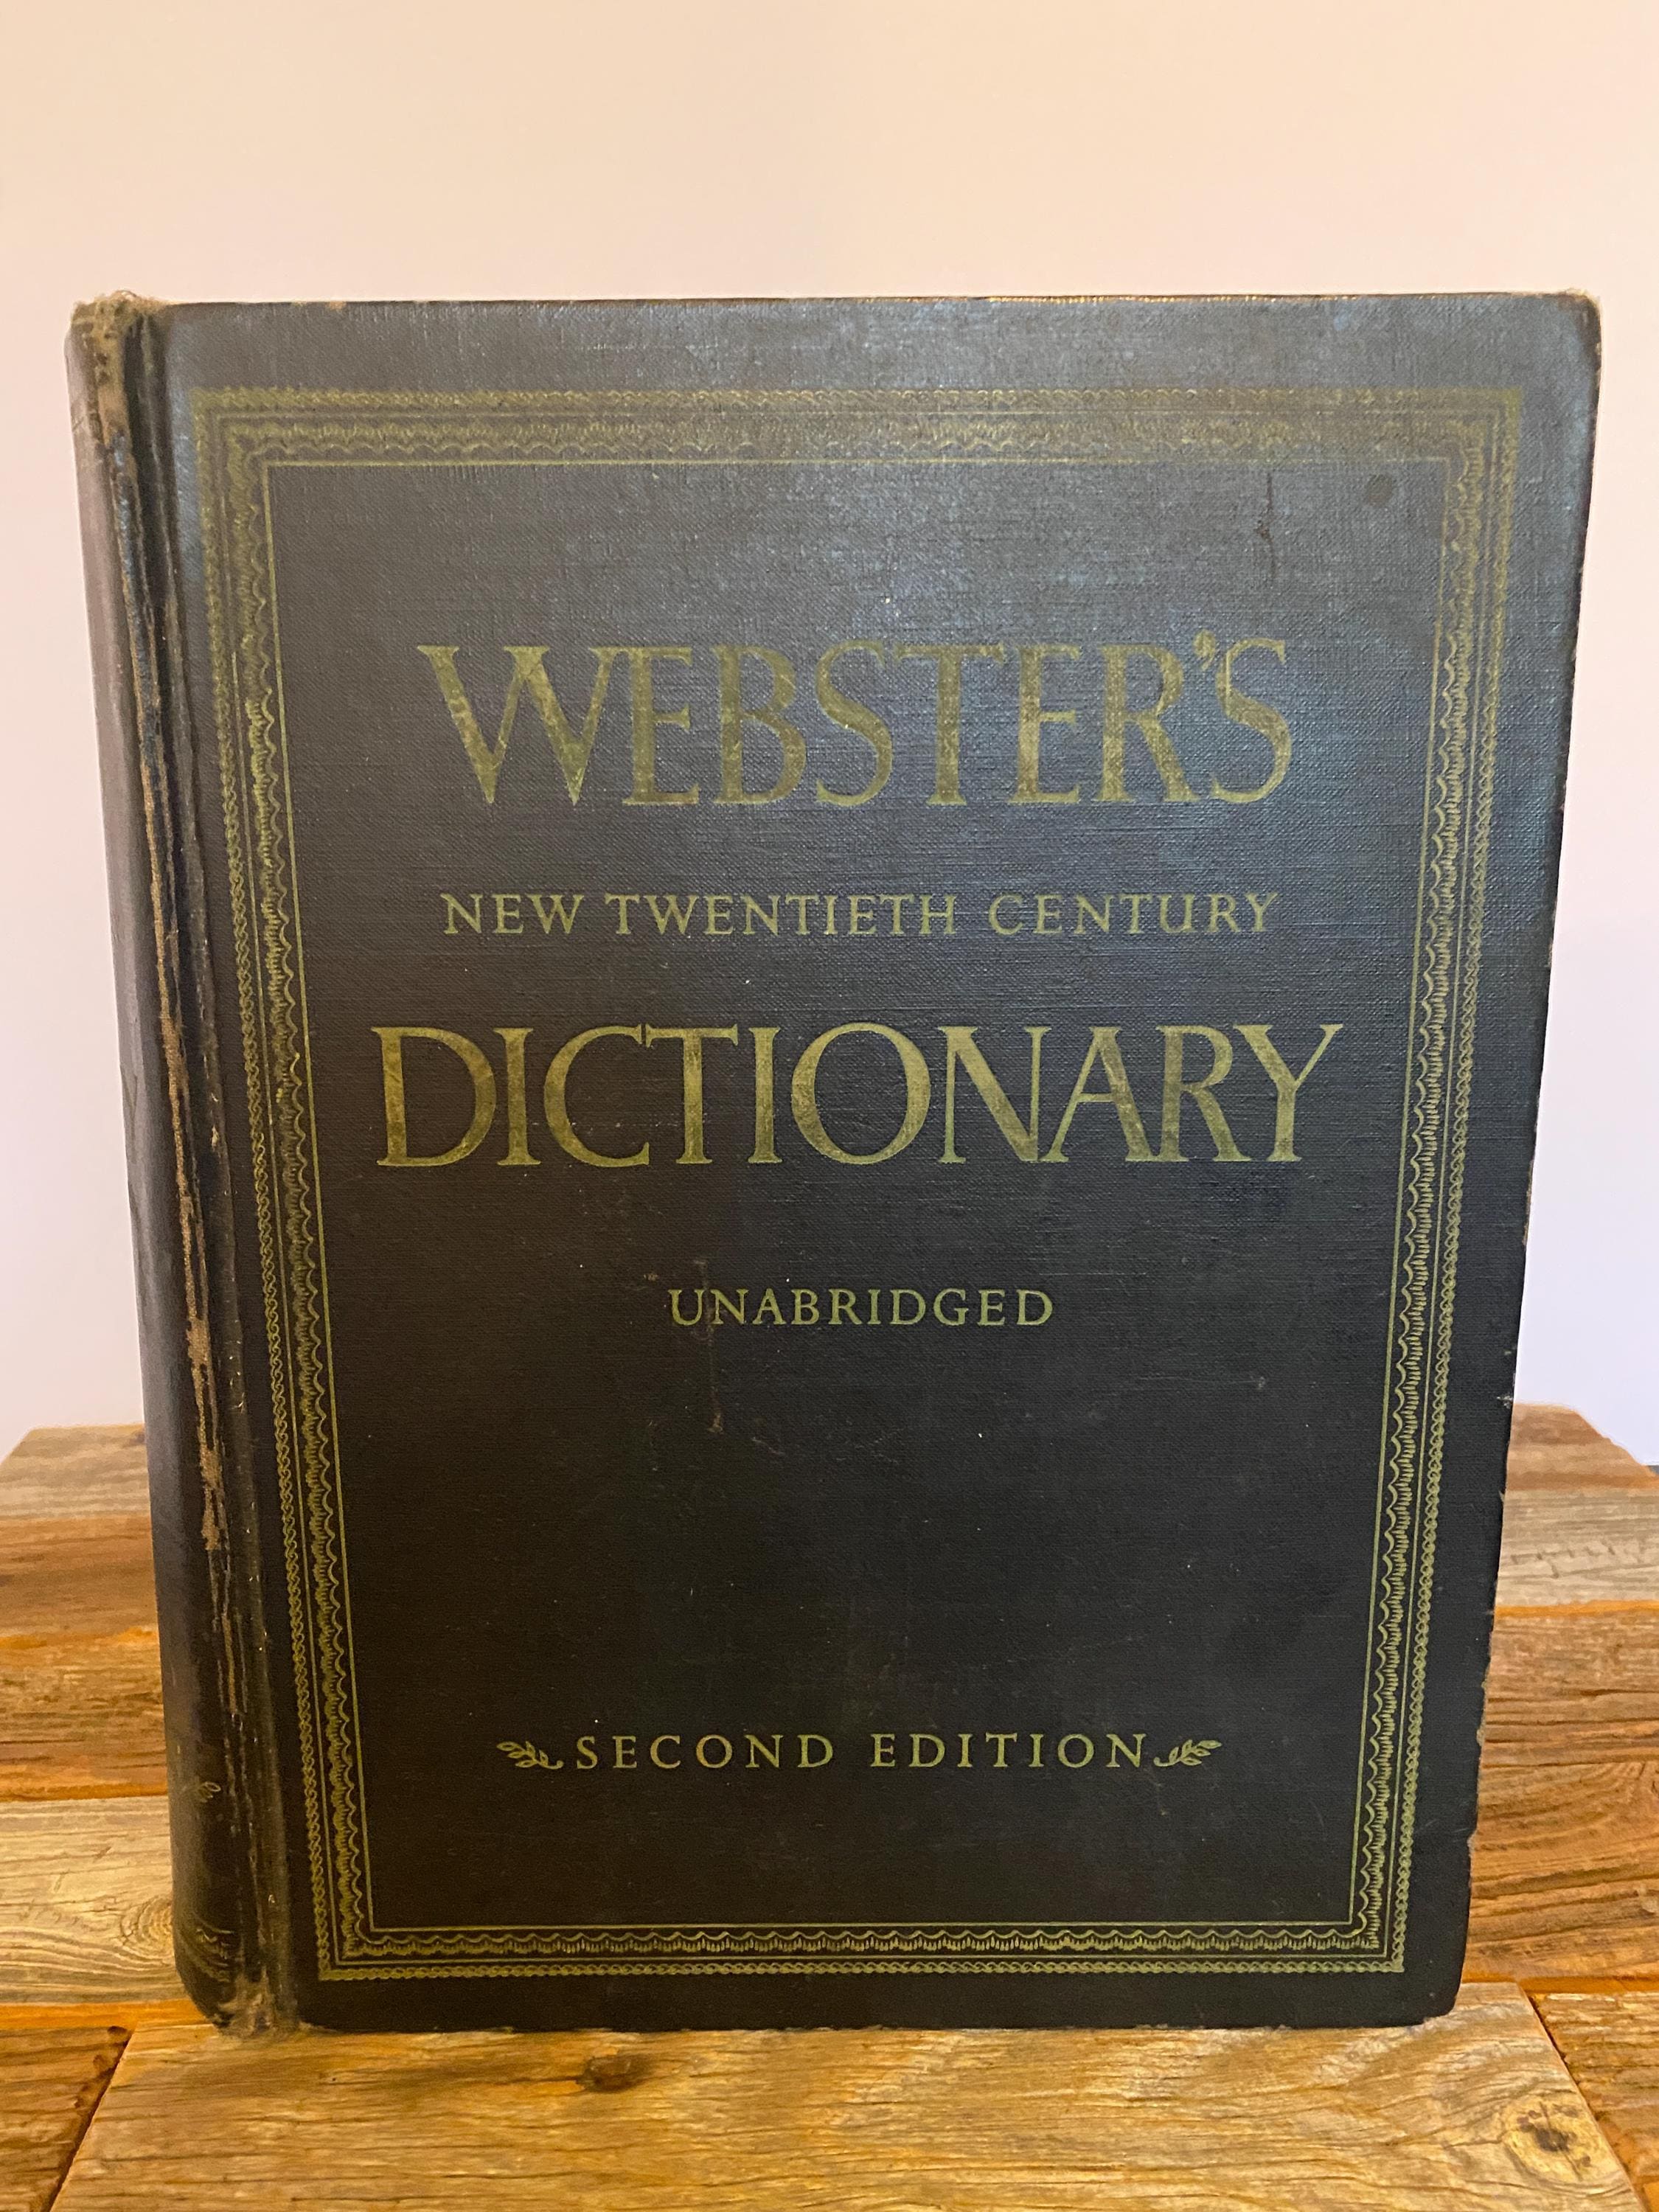 WEBSTER'S
NEW TWENTIETH CENTURY
DICTIONARY
UNABRIDGED
SECOND EDITION